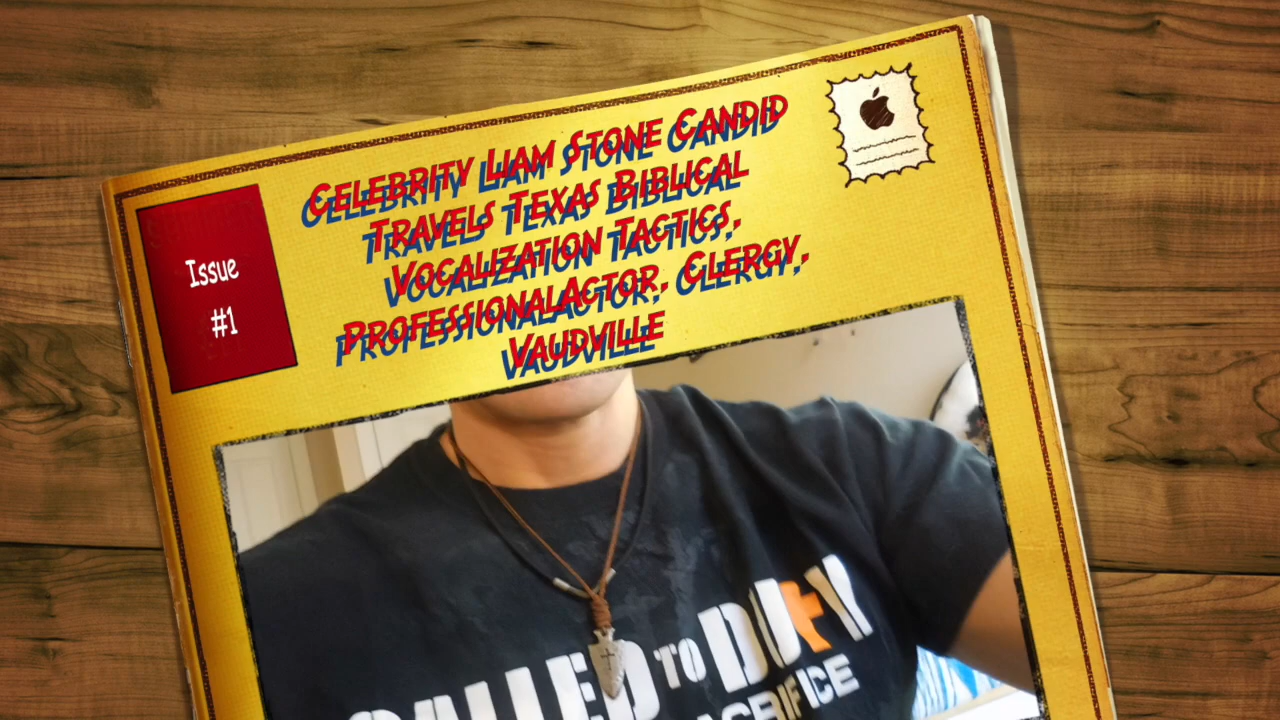 Celebrity Liam Stone Candid
Travels Texas Biblical
Vocalization Tactics,
ProfessionalActor, Clergy,
Vaudville
Issue
#1
CALLED TO DUTY
SACRIFICE